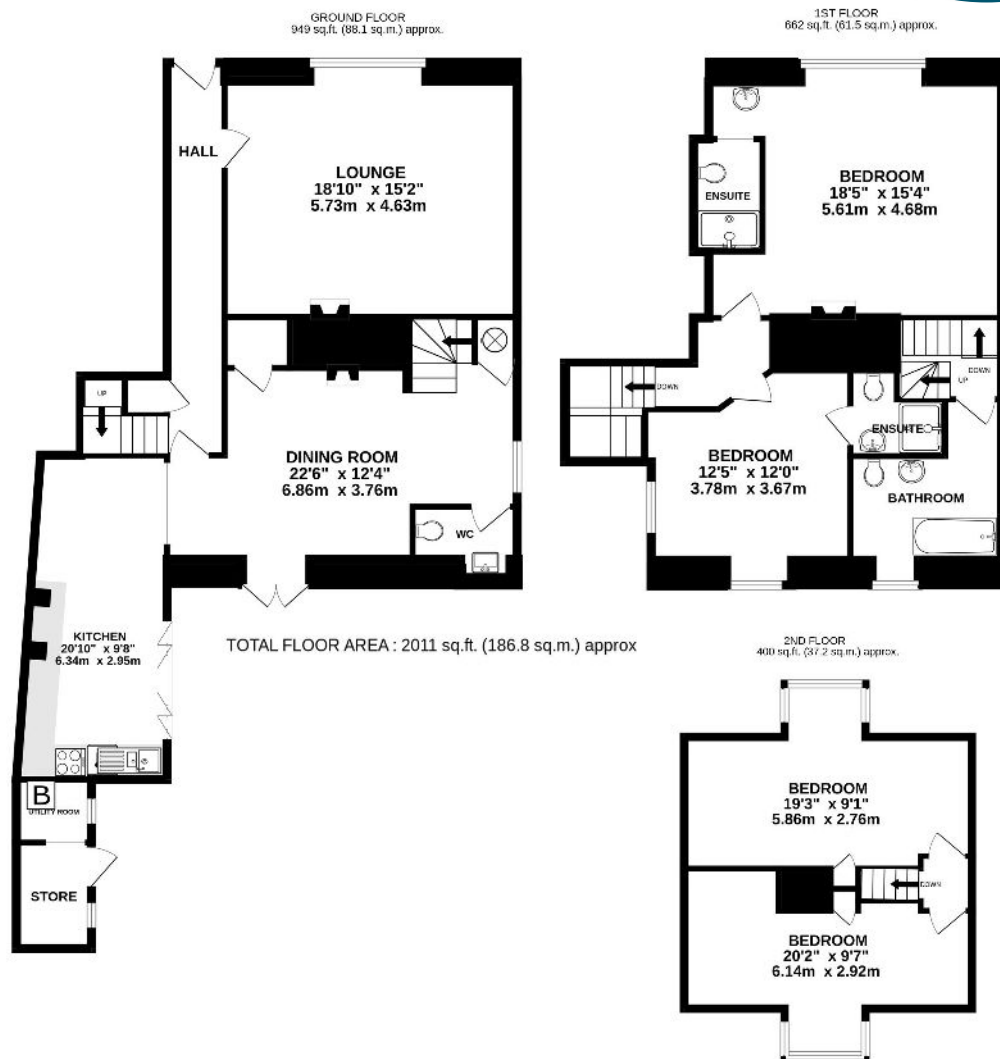 GROUND FLOOR
949 sq.ft. (88.1 sq.m.) approx.
HALL
LOUNGE
18'10" x 15'2"
5.73m x 4.63m
UP
DINING ROOM
22'6" x 12'4"
6.86m x 3.76m
WC
KITCHEN
20'10" x 9'8"
6.34m x 2.95m
B
UTILITY ROOM
STORE
1ST FLOOR
662 sq.ft. (61.5 sq.m.) approx.
BEDROOM
18'5" x 15'4"
5.61m x 4.68m
ENSUITE
DOWN
DOWN
UP
ENSUITE
BEDROOM
12'5" x 12'0"
3.78m x 3.67m
BATHROOM
TOTAL FLOOR AREA : 2011 sq.ft. (186.8 sq.m.) approx
2ND FLOOR
400 sq.ft. (37.2 sq.m.) approx.
BEDROOM
19'3" x 9'1"
5.86m x 2.76m
DOWN
BEDROOM
20'2" x 9'7"
6.14m x 2.92m